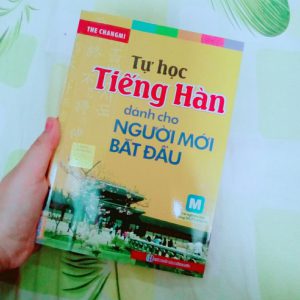 THE CHANGMI
Tự học
Tiếng Hàn
dành cho
NGƯỜI MỚI
BẮT ĐẦU
M